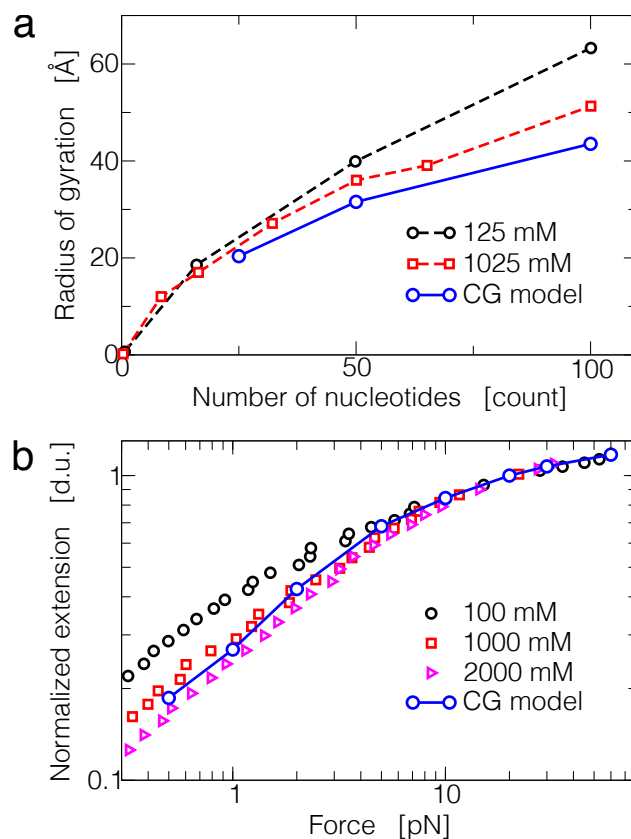 a
60
40
20
0
Radius of gyration [Å]
125 mM
1025 mM
CG model
0
50
100
Number of nucleotides [count]
b
1
0.1
Normalized extension [d.u.]
100 mM
1000 mM
2000 mM
CG model
1
10
Force [pN]